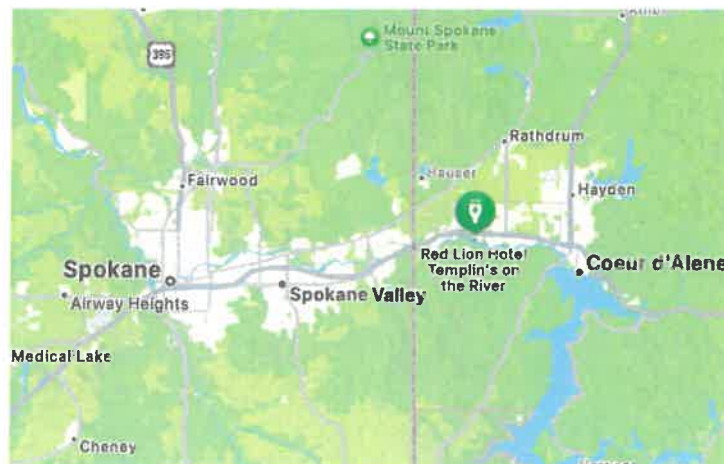 Mount Spokane
State Park
395
Rathdrum
Hauser
Fairwood
Hayden
Red Lion Hotel
Templin's on
the River
Coeur d'Alene
Spokane
Spokane Valley
Airway Heights
Medical Lake
Cheney